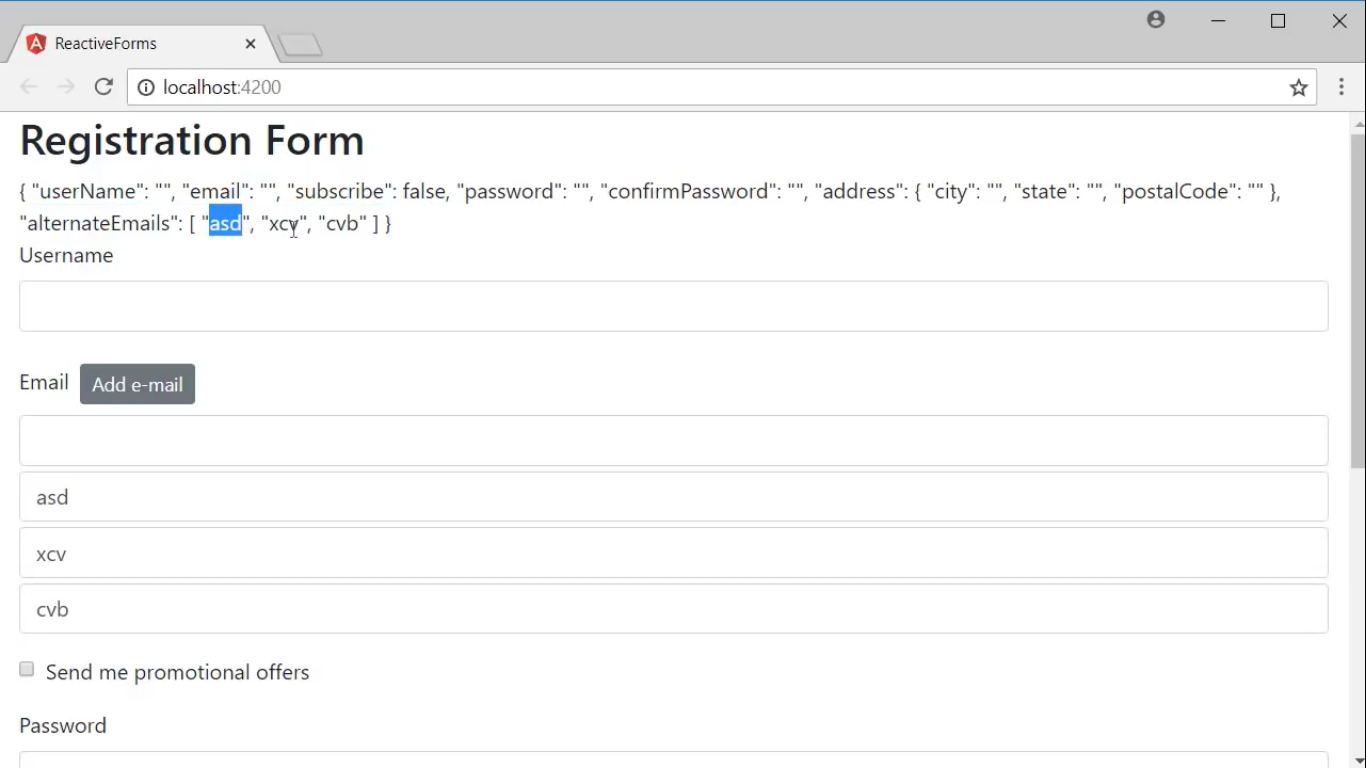 ReactiveForms
localhost:4200
Registration Form
{ "userName": "", "email": "", "subscribe": false, "password": "", "confirmPassword": "", "address": { "city": "", "state": "", "postalCode": "" },
"alternateEmails": [ "asd", "xcv", "cvb" ] }
Username
Email Add e-mail
asd
xcv
cvb
Send me promotional offers
Password